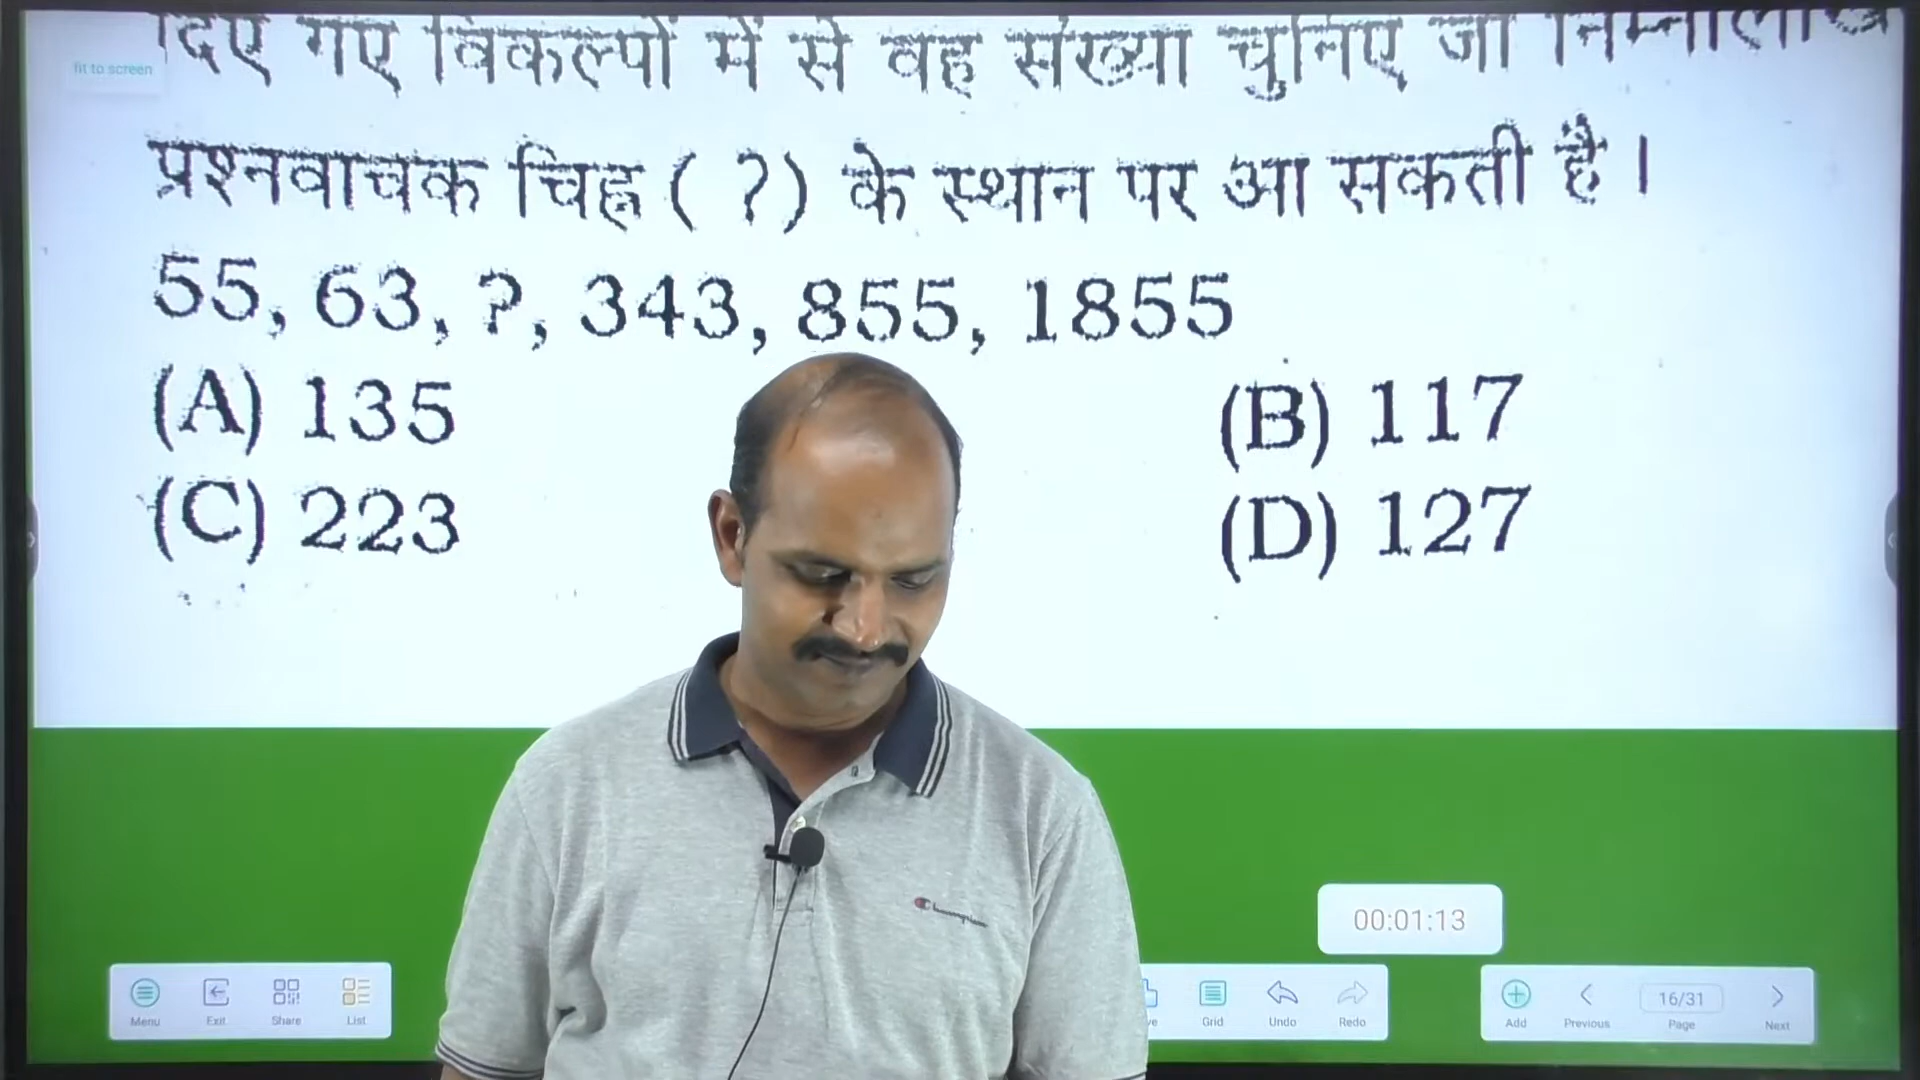 fit to screen
दिए गए विकल्पों में से वह संख्या चुनिए जो
प्रश्नवाचक चिह्न ( ?) के स्थान पर आ सकती है ।
55, 63, ?, 343, 855, 1855
(A) 135 (B) 117
(C) 223 (D) 127
Champion
00:01:13
Menu Exit Share List Grid Undo Redo Add Previous 16/31 Page Next